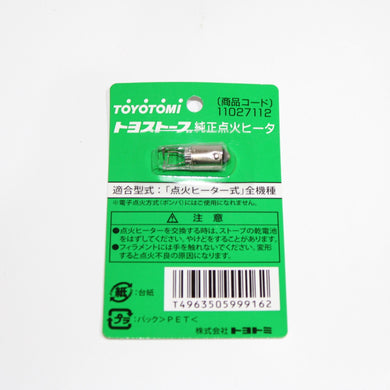 TOYOTOMI
(商品コード)
11027112
トヨストーブ純正点火ヒータ
適合型式：「点火ヒーター式」全機種
※電子点火方式(ボンパ)にはご使用になれません。
⚠ 注意
●点火ヒーターを交換する時は、ストーブの乾電池
をはずしてください。やけどをすることがあります。
●フィラメントには手を触れないでください。変形
すると点火不良の原因になります。
紙：台紙
プラ：パック＞PET＜
T4963505999162
株式会社 トヨトミ